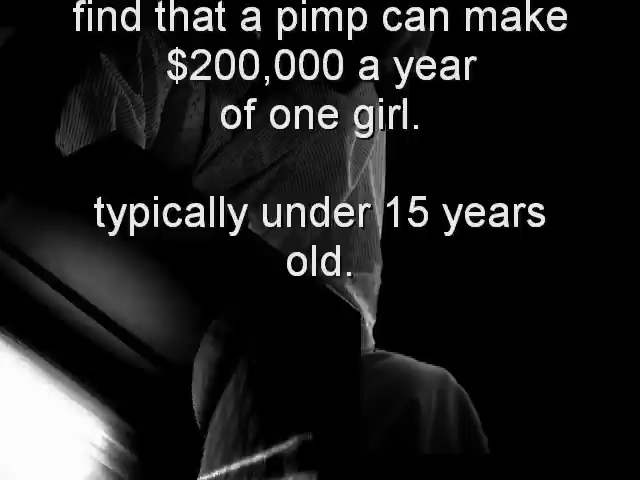 find that a pimp can make
$200,000 a year
of one girl.
typically under 15 years
old.